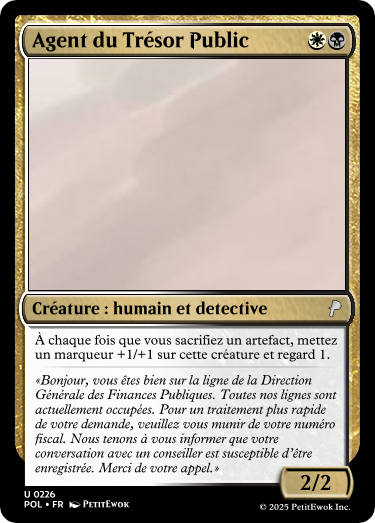 Agent du Trésor Public
Créature : humain et detective
À chaque fois que vous sacrifiez un artefact, mettez
un marqueur +1/+1 sur cette créature et regard 1.
«Bonjour, vous êtes bien sur la ligne de la Direction
Générale des Finances Publiques. Toutes nos lignes sont
actuellement occupées. Pour un traitement plus rapide
de votre demande, veuillez vous munir de votre numéro
fiscal. Nous tenons à vous informer que votre
conversation avec un conseiller est susceptible d'être
enregistrée. Merci de votre appel.»
2/2
U 0226
POL • FR PetitEwok
© 2025 PetitEwok Inc.